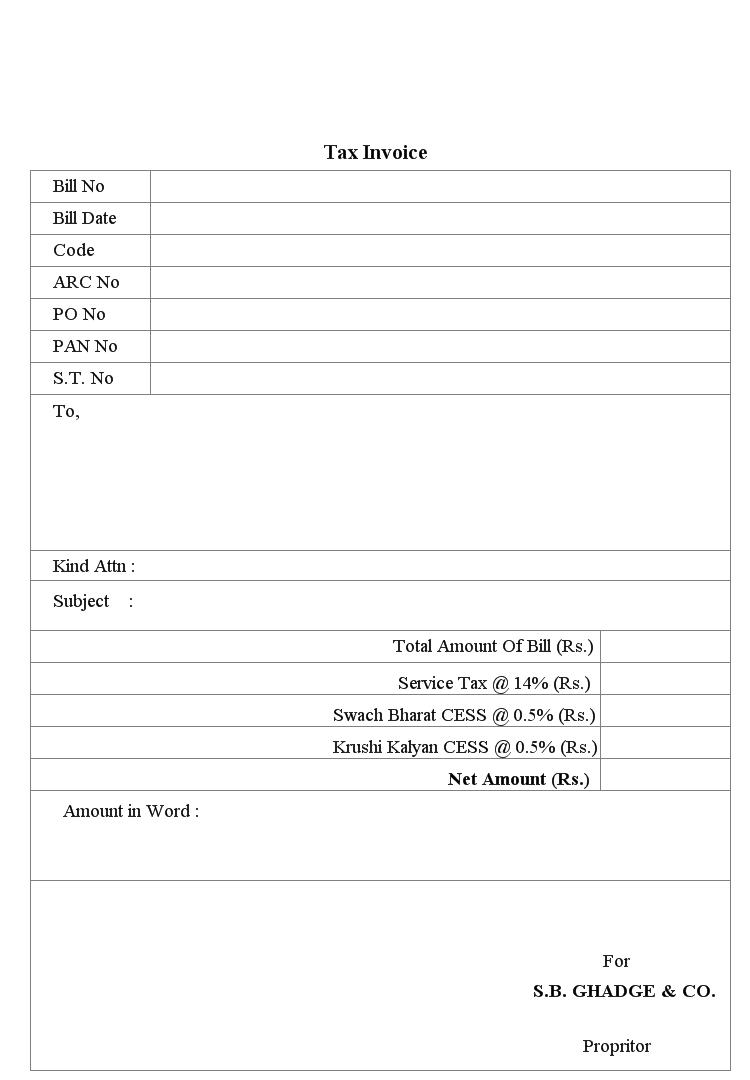 Tax Invoice
Bill No
Bill Date
Code
ARC No
PO No
PAN No
S.T. No
To,
Kind Attn :
Subject :
Total Amount Of Bill (Rs.)
Service Tax @ 14% (Rs.)
Swach Bharat CESS @ 0.5% (Rs.)
Krushi Kalyan CESS @ 0.5% (Rs.)
Net Amount (Rs.)
Amount in Word :
For
S.B. GHADGE & CO.
Propritor